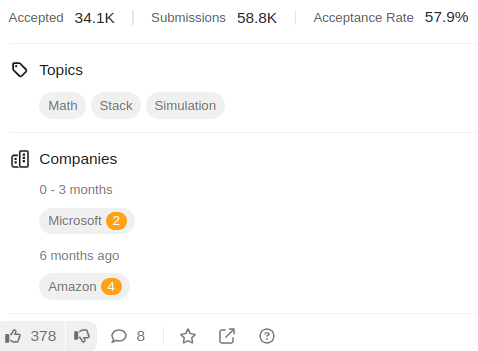 Accepted 34.1K Submissions 58.8K Acceptance Rate 57.9%
Topics
Math Stack Simulation
Companies
0 - 3 months
Microsoft 2
6 months ago
Amazon 4
378 8